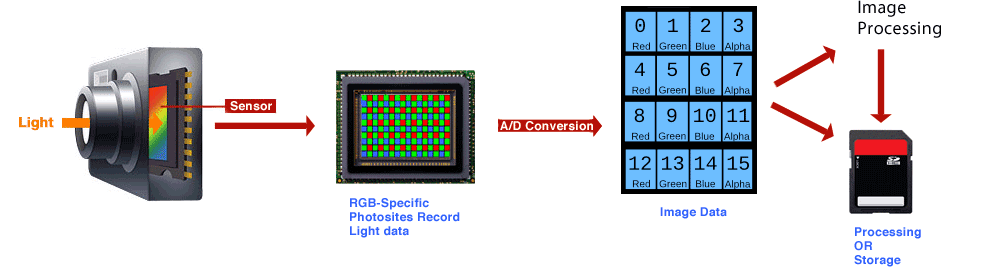 Light
Sensor
RGB-Specific
Photosites Record
Light data
A/D Conversion
0 1 2 3
Red Green Blue Alpha
4 5 6 7
Red Green Blue Alpha
8 9 10 11
Red Green Blue Alpha
12 13 14 15
Red Green Blue Alpha
Image Data
Image
Processing
Processing
OR
Storage